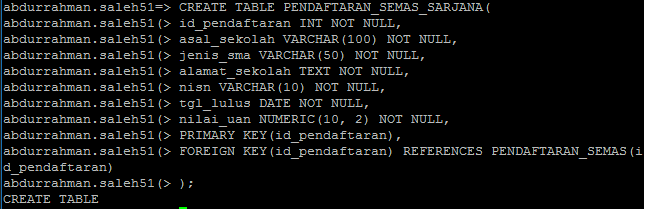 abdurrahman.saleh51=> CREATE TABLE PENDAFTARAN_SEMAS_SARJANA(
abdurrahman.saleh51(> id_pendaftaran INT NOT NULL,
abdurrahman.saleh51(> asal_sekolah VARCHAR(100) NOT NULL,
abdurrahman.saleh51(> jenis_sma VARCHAR(50) NOT NULL,
abdurrahman.saleh51(> alamat_sekolah TEXT NOT NULL,
abdurrahman.saleh51(> nisn VARCHAR(10) NOT NULL,
abdurrahman.saleh51(> tgl_lulus DATE NOT NULL,
abdurrahman.saleh51(> nilai_uan NUMERIC(10, 2) NOT NULL,
abdurrahman.saleh51(> PRIMARY KEY(id_pendaftaran),
abdurrahman.saleh51(> FOREIGN KEY(id_pendaftaran) REFERENCES PENDAFTARAN_SEMAS(i
d_pendaftaran)
abdurrahman.saleh51(> );
CREATE TABLE